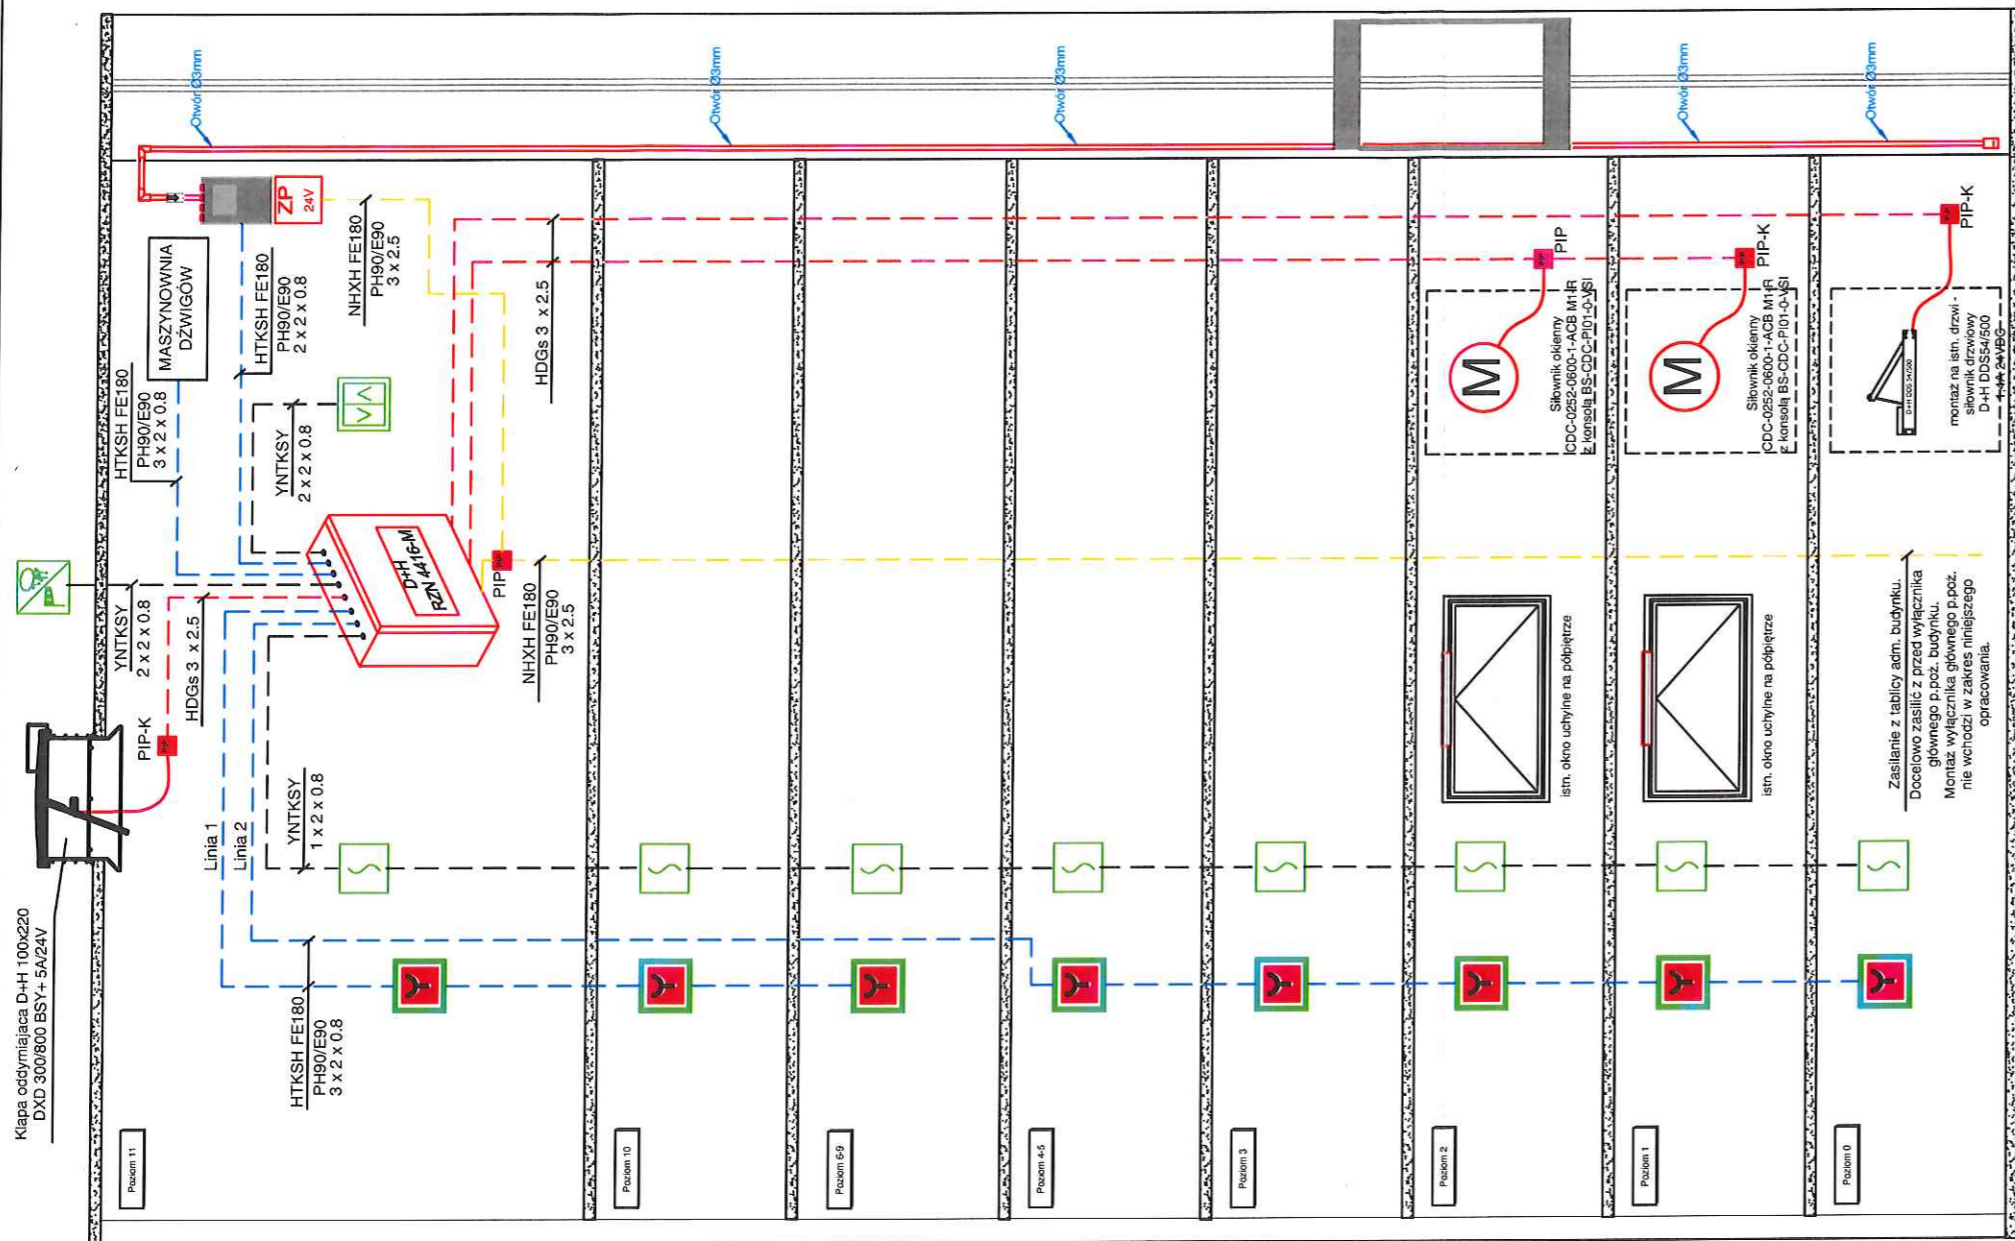 Klapa oddymiajaca D+H 100x220
DXD 300/800 BSY+ 5A/24V
PIP-K
PIP
YNTKSY
2 x 2 x 0.8
HDGs 3 x 2.5
HTKSH FE180
PH90/E90
3 x 2 x 0.8
MASZYNOWNIA
DŹWIGÓW
HTKSH FE180
PH90/E90
2 x 2 x 0.8
YNTKSY
2 x 2 x 0.8
ZP
24V
NHXH FE180
PH90/E90
3 x 2.5
HDGs 3 x 2.5
D+H
RZN 4416-M
PIP
PIP
NHXH FE180
PH90/E90
3 x 2.5
Linia 1
Linia 2
YNTKSY
1 x 2 x 0.8
HTKSH FE180
PH90/E90
3 x 2 x 0.8
Otwór Ø3mm
Otwór Ø3mm
Otwór Ø3mm
Otwór Ø3mm
Otwór Ø3mm
Poziom 11
Poziom 10
Poziom 6-9
Poziom 4-5
Poziom 3
Poziom 2
M
PIP
PIP
Siłownik okienny
CDC-0252-0600-1-ACB M1-R
z konsolą BS-CDC-PI01-0-VSI
istn. okno uchylne na półpiętrze
Poziom 1
M
PIP
PIP-K
Siłownik okienny
CDC-0252-0600-1-ACB M1-R
z konsolą BS-CDC-PI01-0-VSI
istn. okno uchylne na półpiętrze
Poziom 0
PIP-K
D+H DDS 54/500
montaż na istn. drzwi -
siłownik drzwiowy
D+H DDS54/500
Zasilanie z tablicy adm. budynku.
Docelowo zasilić z przed wyłącznika
głównego p.poż. budynku.
Montaż wyłącznika głównego p.poż.
nie wchodzi w zakres niniejszego
opracowania.